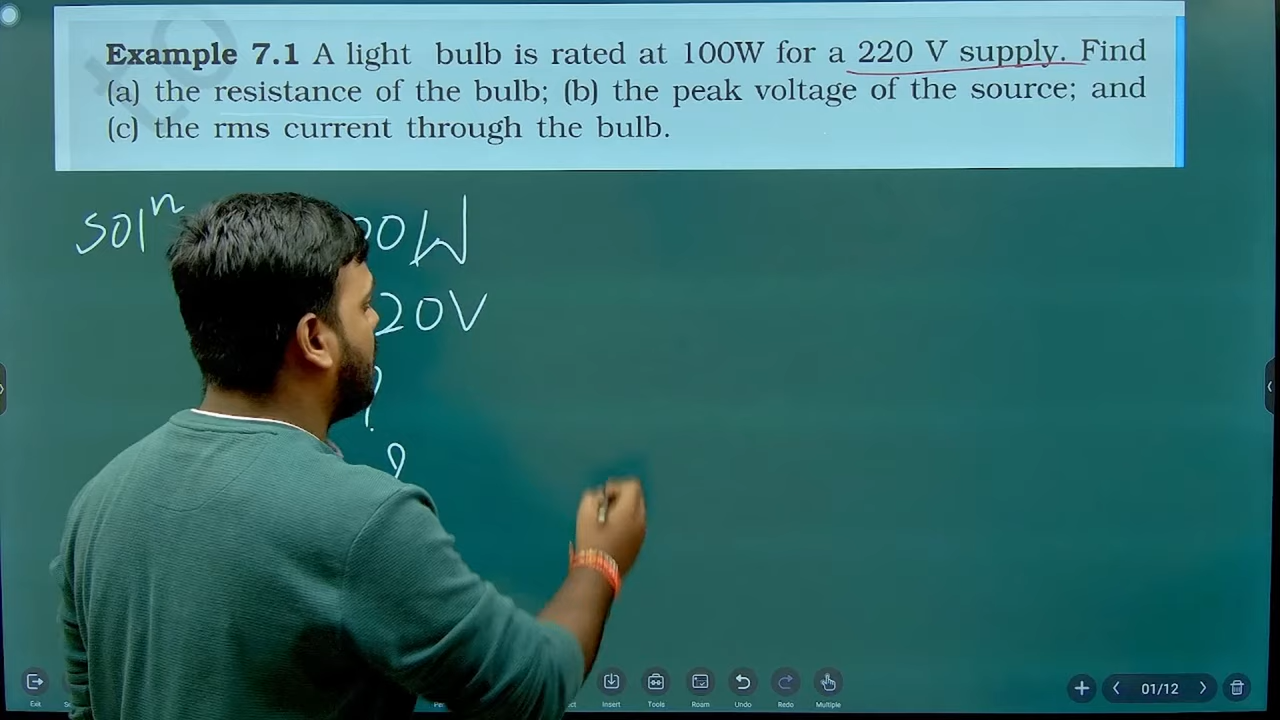 Example 7.1 A light bulb is rated at 100W for a 220 V supply. Find
(a) the resistance of the bulb; (b) the peak voltage of the source; and
(c) the rms current through the bulb.
Solⁿ 00W
20V
?
?
01/12
Exit Insert Tools Roam Undo Redo Multiple